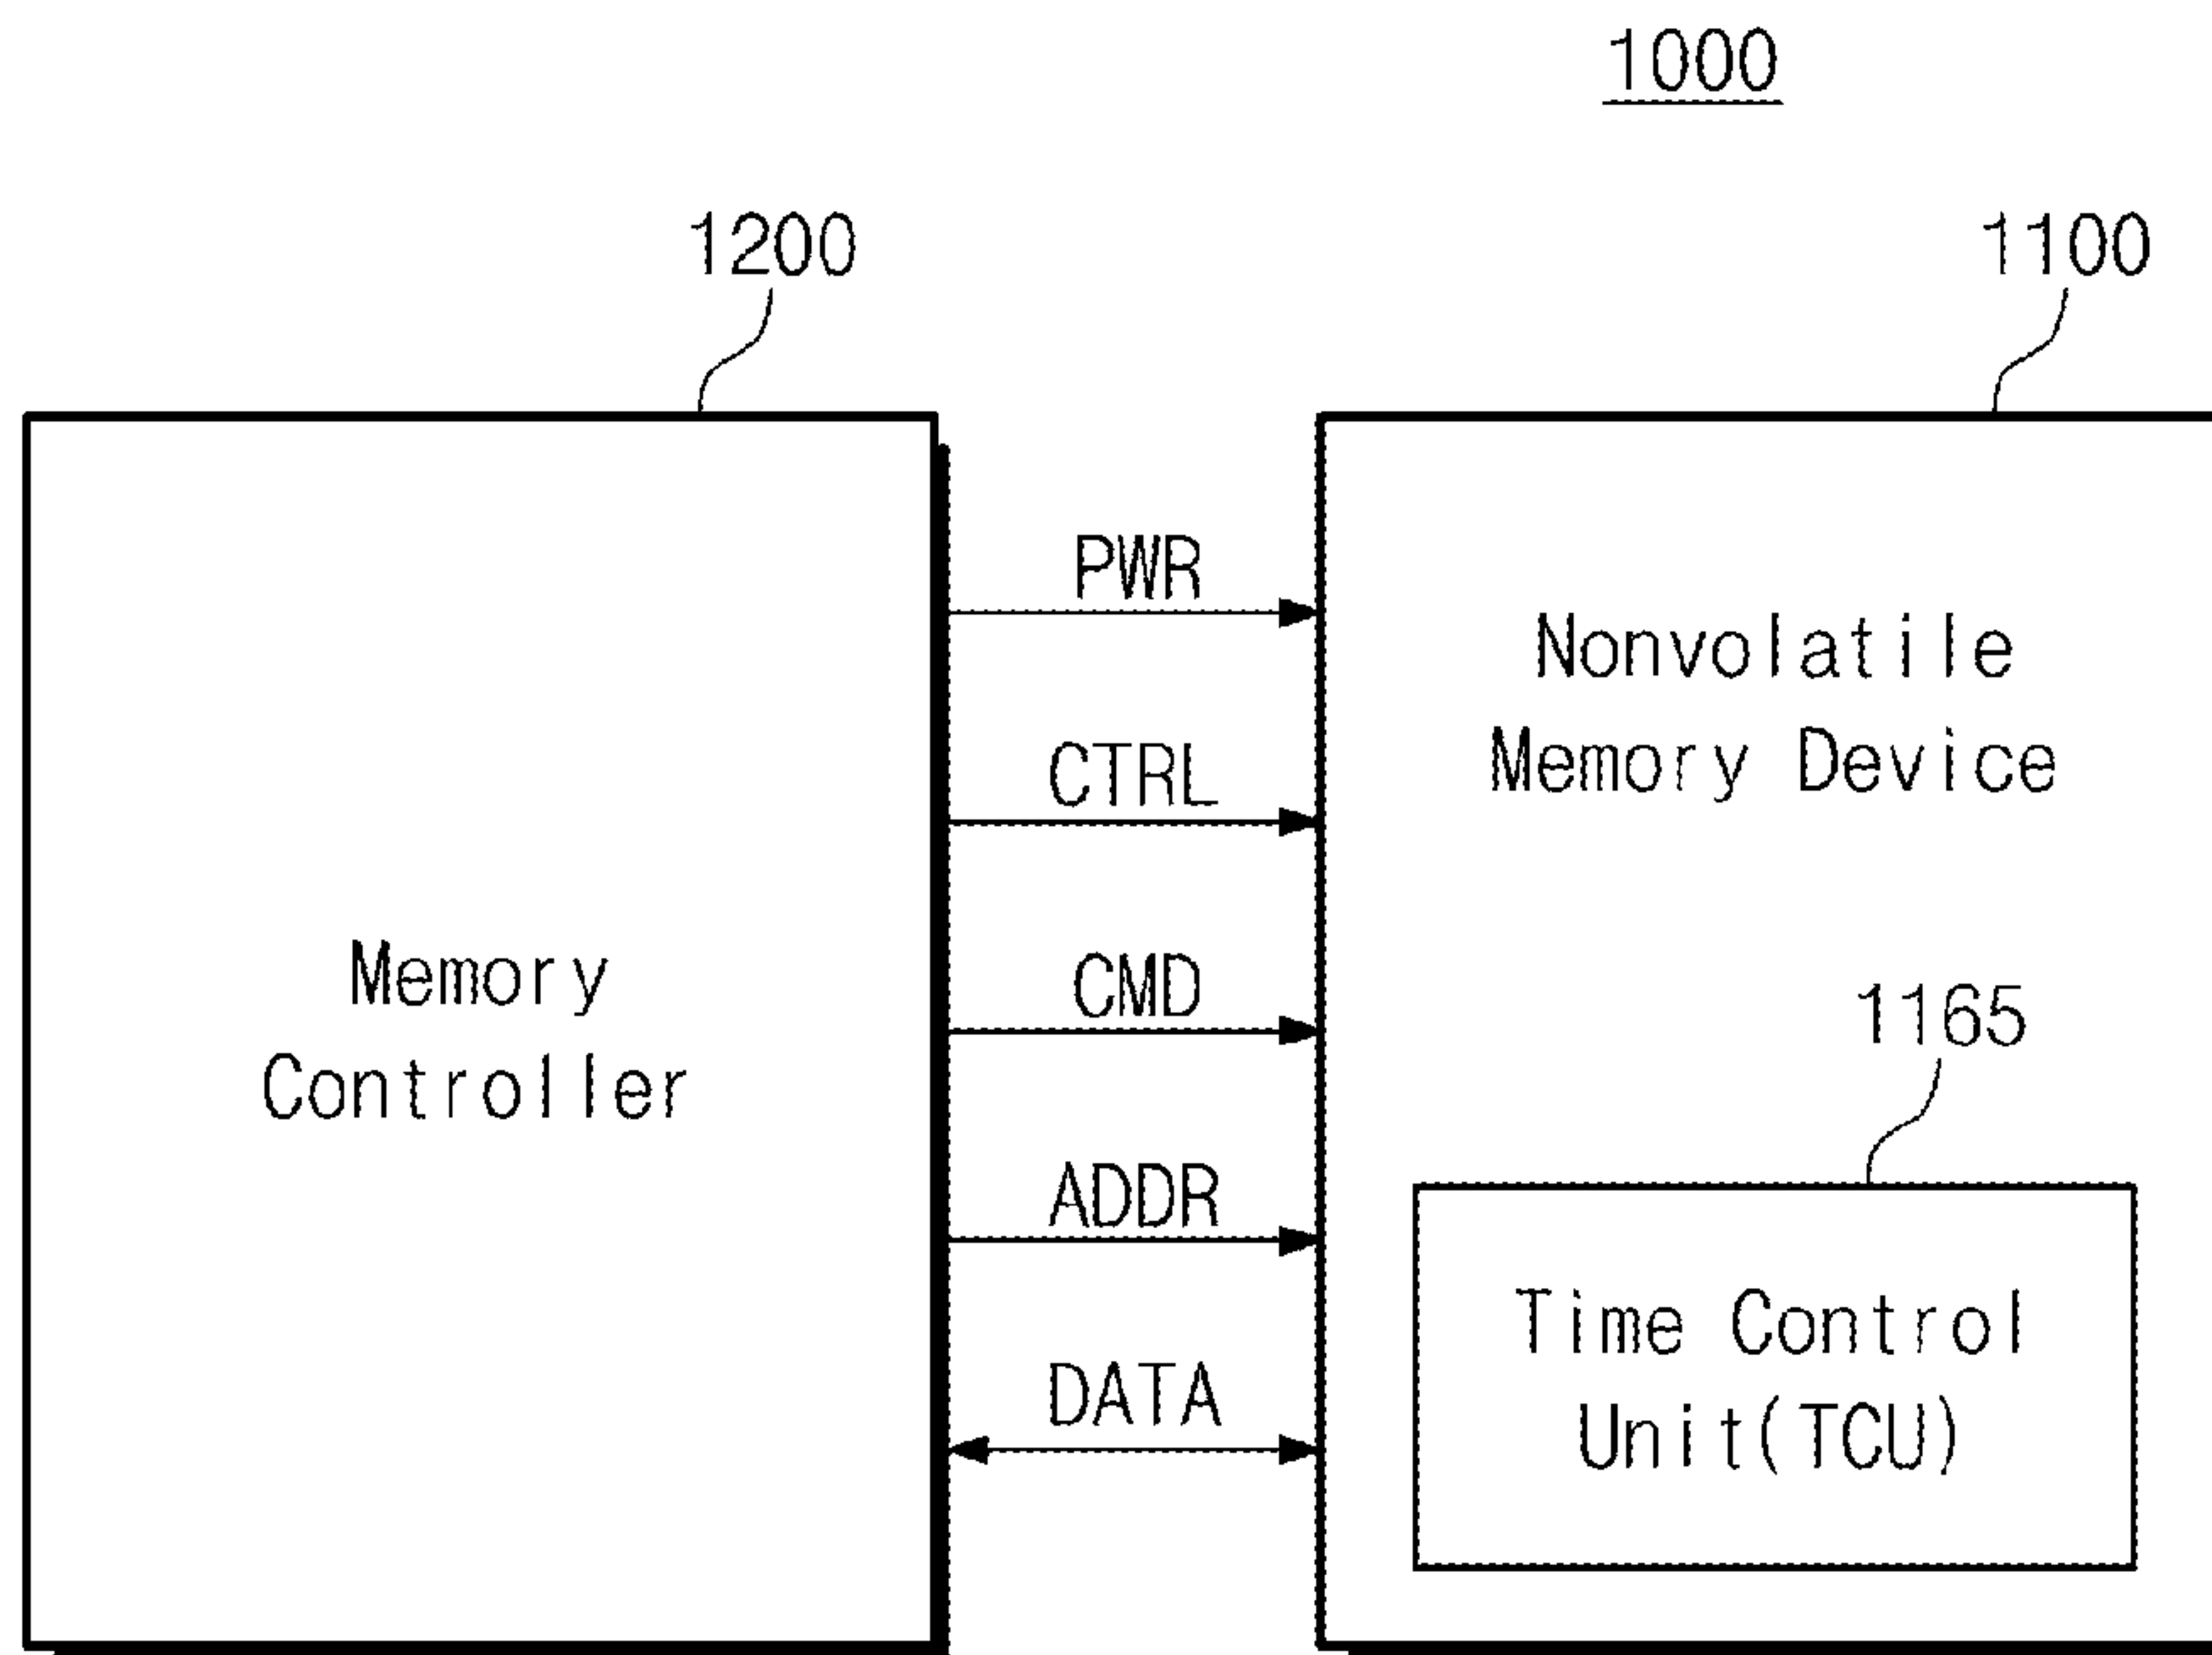 1000
1200
1100
PWR
Nonvolatile
Memory Device
CTRL
Memory
Controller
CMD
1165
ADDR
Time Control
Unit(TCU)
DATA